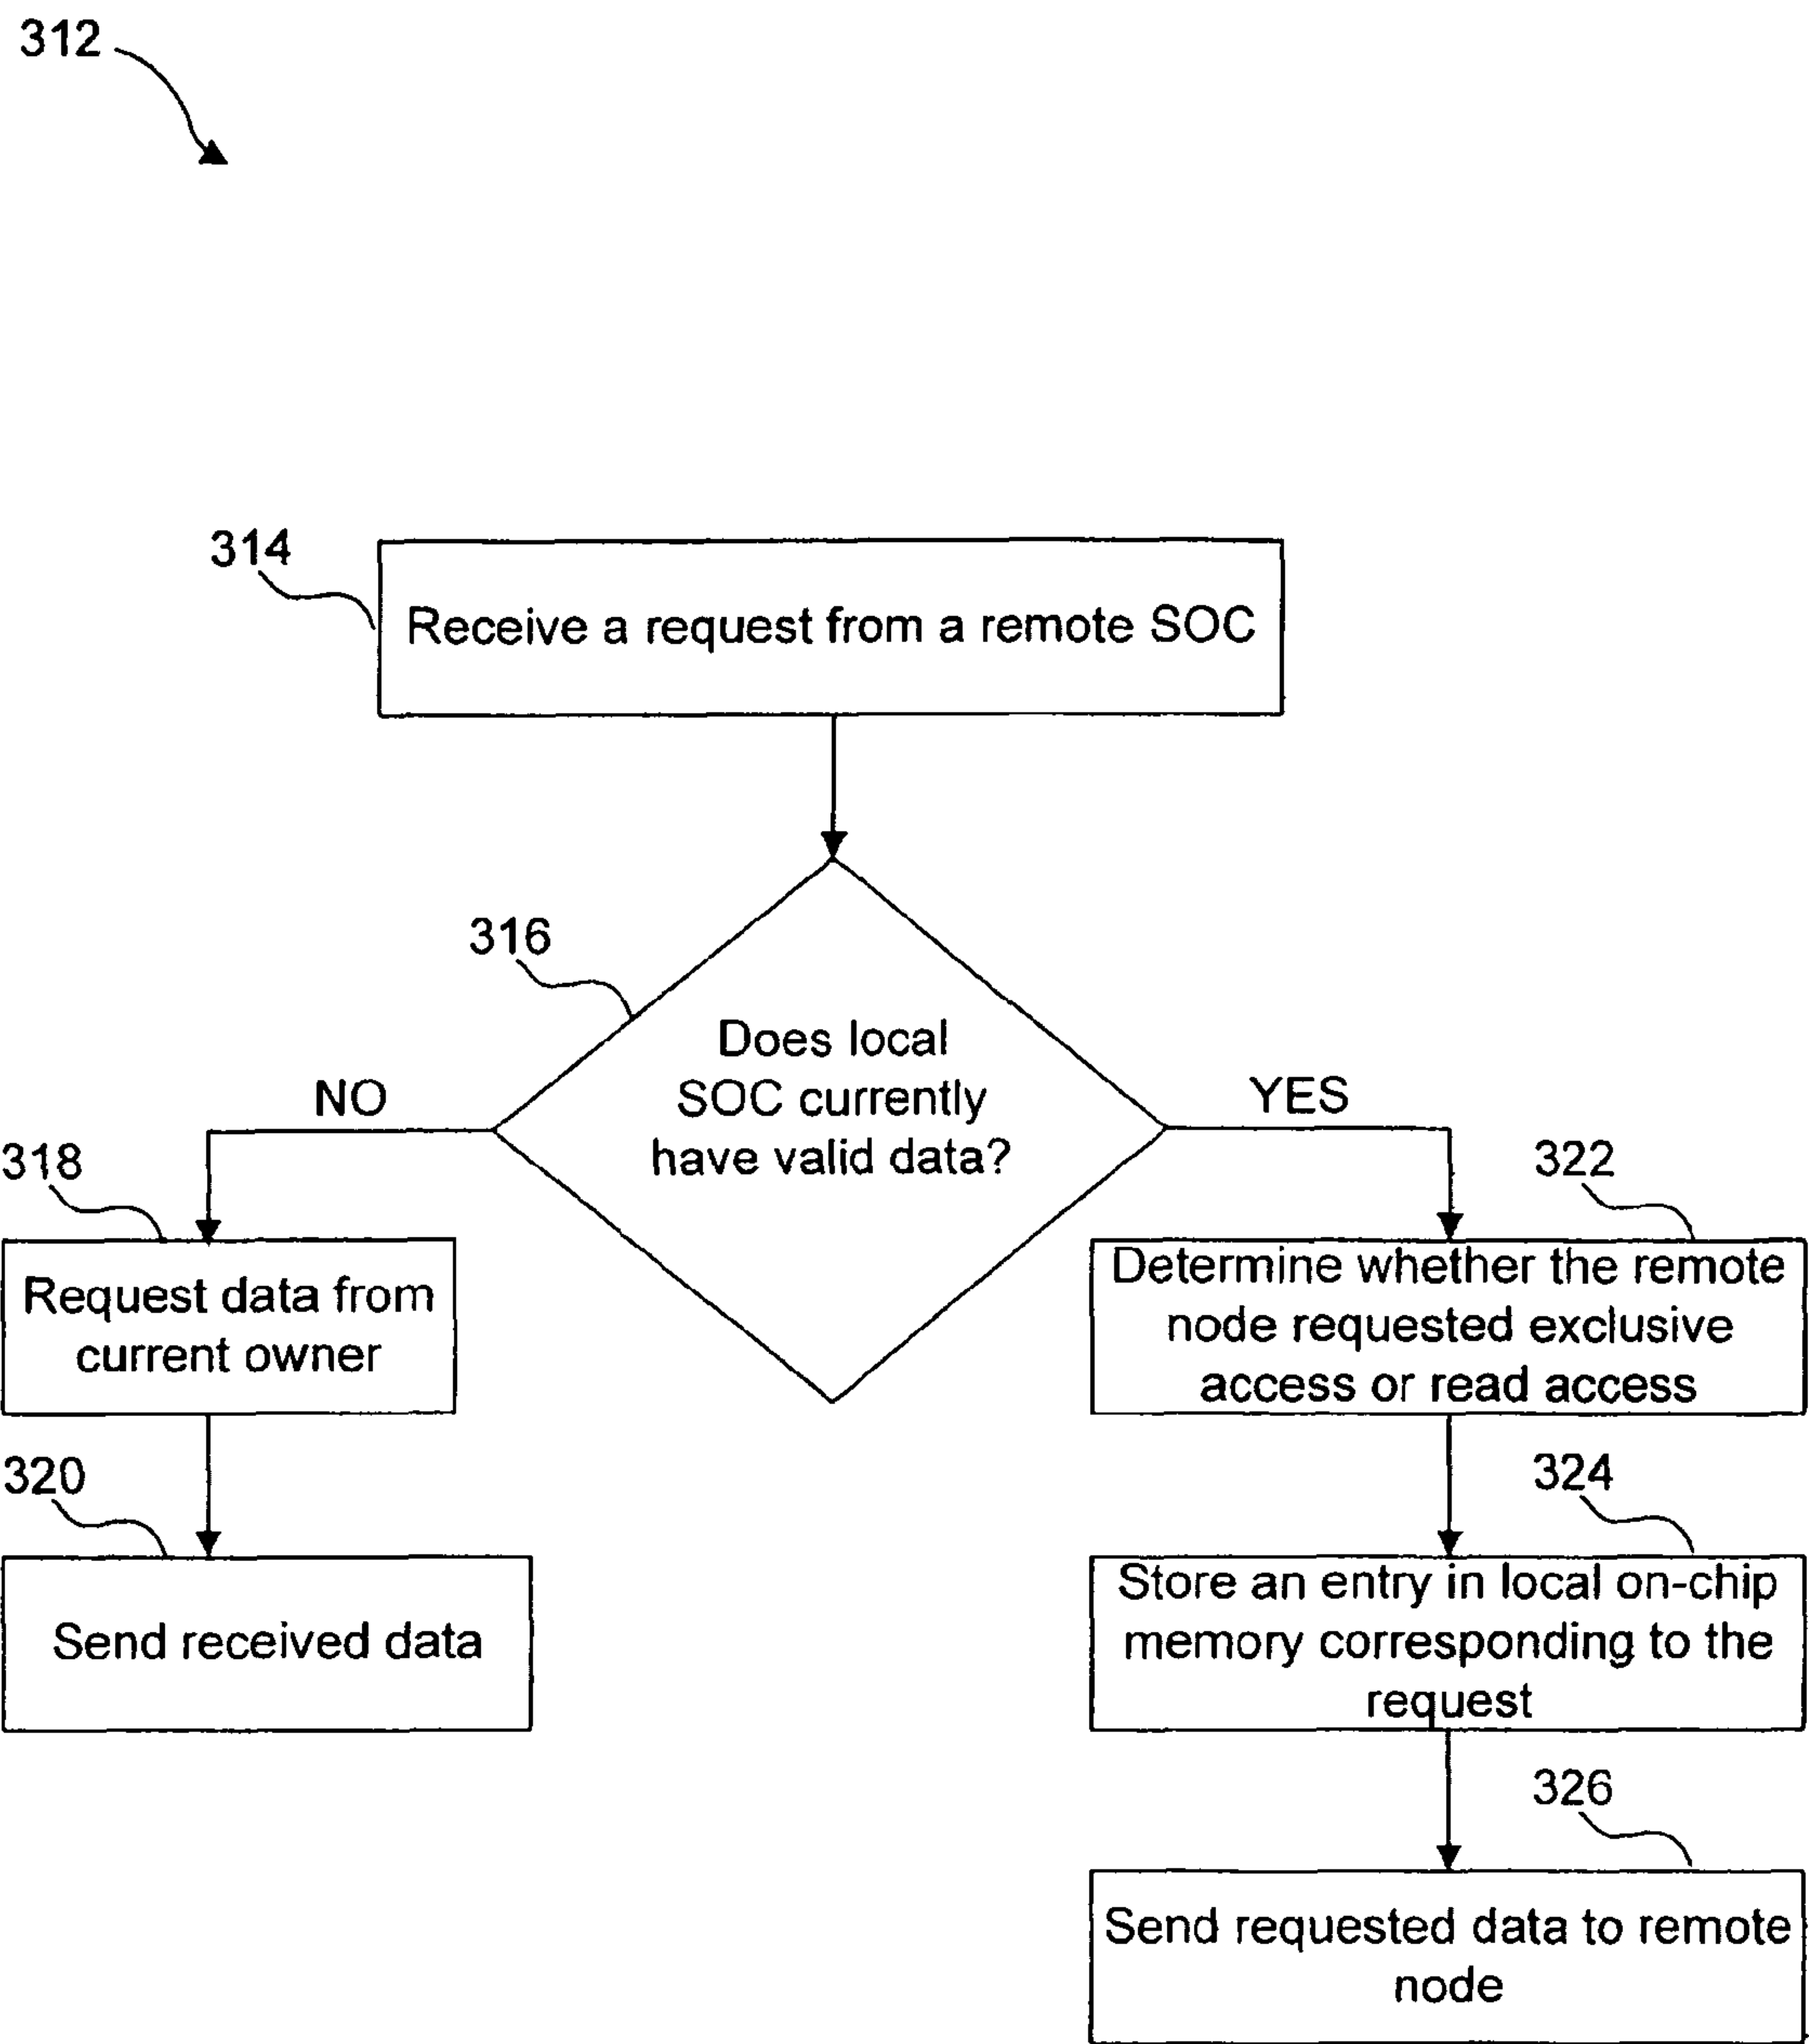 312
314
Receive a request from a remote SOC
316
Does local
SOC currently
have valid data?
NO
YES
318
Request data from
current owner
322
Determine whether the remote
node requested exclusive
access or read access
320
Send received data
324
Store an entry in local on-chip
memory corresponding to the
request
326
Send requested data to remote
node